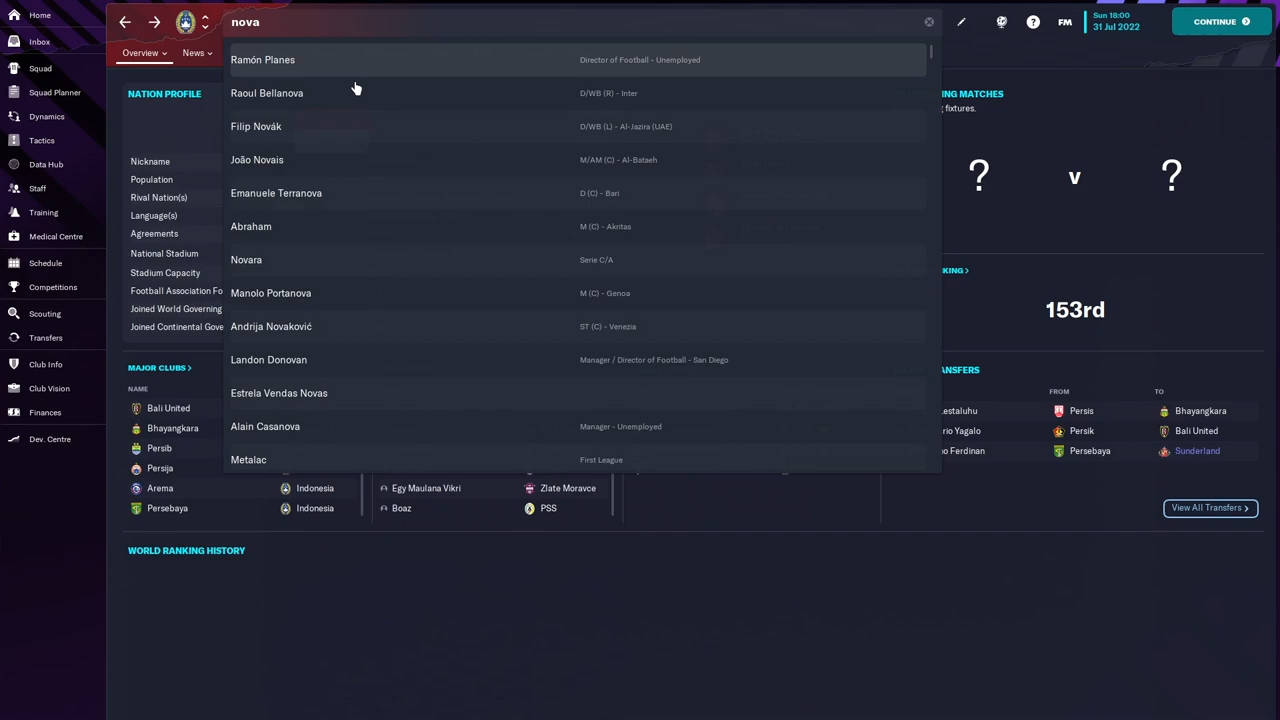 Home
Inbox
Squad
Squad Planner
Dynamics
Tactics
Data Hub
Staff
Training
Medical Centre
Schedule
Competitions
Scouting
Transfers
Club Info
Club Vision
Finances
Dev. Centre
nova
?
FM
Sun 18:00
31 Jul 2022
CONTINUE
Overview
News
Ramón Planes
Director of Football - Unemployed
Raoul Bellanova
D/WB (R) - Inter
Filip Novák
D/WB (L) - Al-Jazira (UAE)
João Novais
M/AM (C) - Al-Bataeh
Emanuele Terranova
D (C) - Bari
Abraham
M (C) - Akritas
Novara
Serie C/A
Manolo Portanova
M (C) - Genoa
Andrija Novaković
ST (C) - Venezia
Landon Donovan
Manager / Director of Football - San Diego
Estrela Vendas Novas
Alain Casanova
Manager - Unemployed
Metalac
First League
NATION PROFILE
Nickname
Population
Rival Nation(s)
Language(s)
Agreements
National Stadium
Stadium Capacity
Football Association Fo
Joined World Governing
Joined Continental Gove
NG MATCHES
g fixtures.
? v ?
KING >
153rd
MAJOR CLUBS >
NAME
Bali United
Bhayangkara
Persib
Persija
Arema Indonesia
Persebaya Indonesia
Egy Maulana Vikri Zlate Moravce
Boaz PSS
ANSFERS
FROM TO
Lestaluhu Persis Bhayangkara
rio Yagalo Persik Bali United
no Ferdinan Persebaya Sunderland
View All Transfers >
WORLD RANKING HISTORY